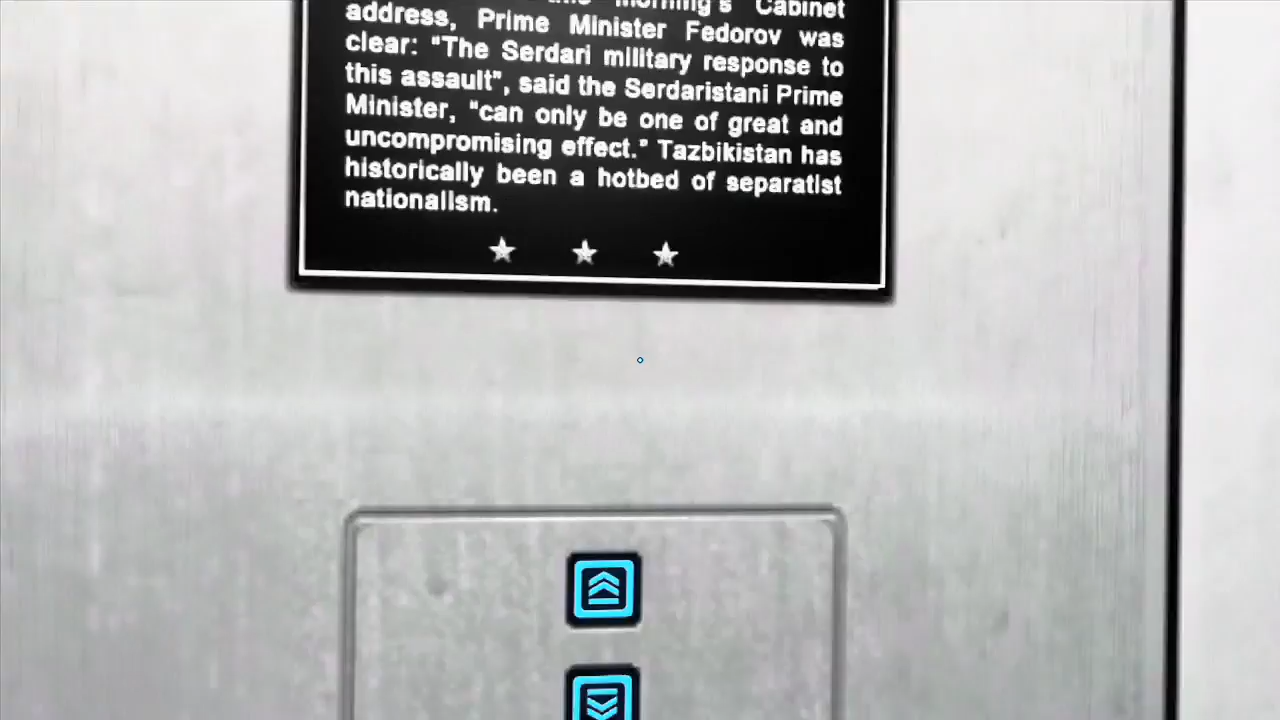 morning's Cabinet
address, Prime Minister Fedorov was
clear: "The Serdari military response to
this assault", said the Serdaristani Prime
Minister, "can only be one of great and
uncompromising effect." Tazbikistan has
historically been a hotbed of separatist
nationalism.